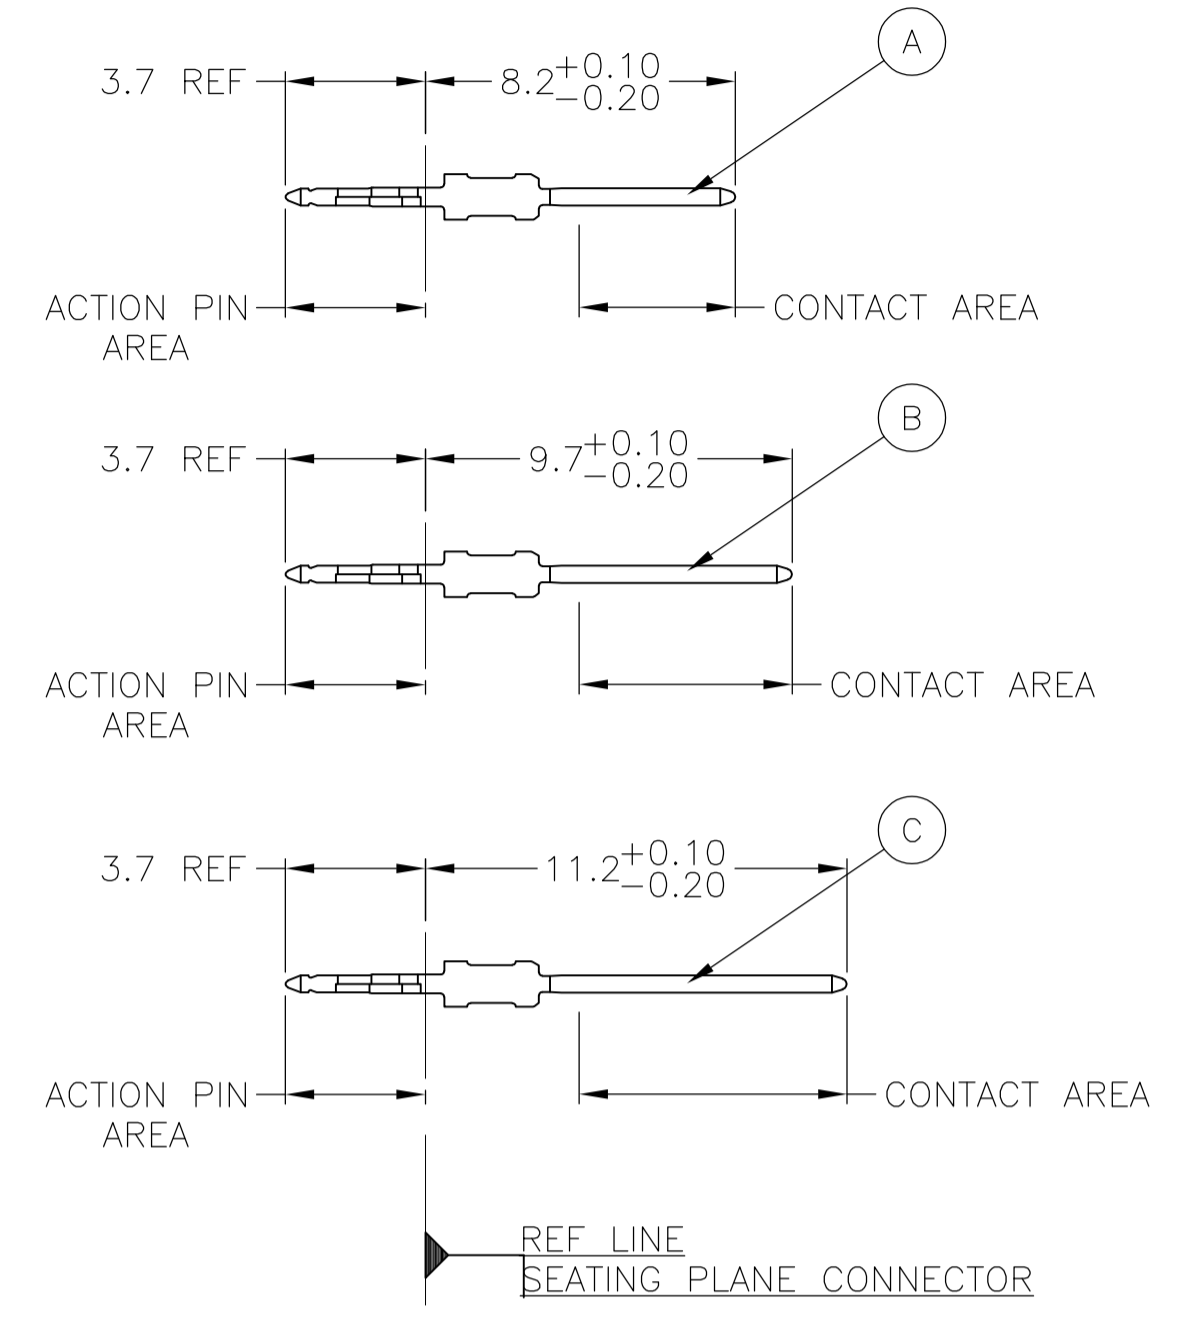 A
3.7 REF
8.2 +0.10
-0.20
ACTION PIN
AREA
CONTACT AREA
B
3.7 REF
9.7 +0.10
-0.20
ACTION PIN
AREA
CONTACT AREA
C
3.7 REF
11.2 +0.10
-0.20
ACTION PIN
AREA
CONTACT AREA
REF LINE
SEATING PLANE CONNECTOR